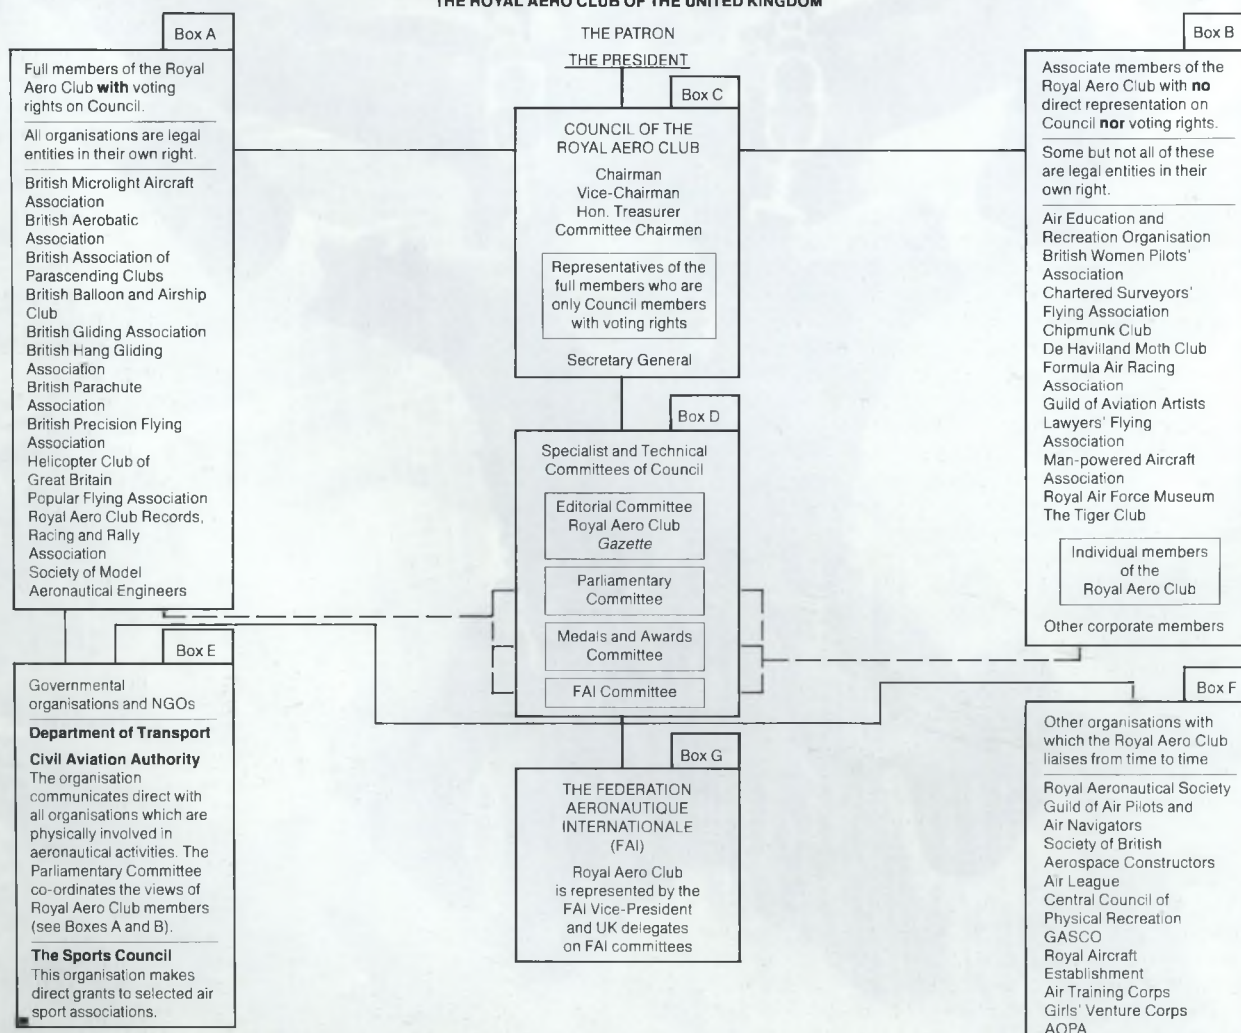 THE ROYAL AERO CLUB OF THE UNITED KINGDOM
THE PATRON
THE PRESIDENT
Box A
Full members of the Royal
Aero Club with voting
rights on Council.
All organisations are legal
entities in their own right.
British Microlight Aircraft
Association
British Aerobatic
Association
British Association of
Parascending Clubs
British Balloon and Airship
Club
British Gliding Association
British Hang Gliding
Association
British Parachute
Association
British Precision Flying
Association
Helicopter Club of
Great Britain
Popular Flying Association
Royal Aero Club Records,
Racing and Rally
Association
Society of Model
Aeronautical Engineers
Box C
COUNCIL OF THE
ROYAL AERO CLUB
Chairman
Vice-Chairman
Hon. Treasurer
Committee Chairmen
Representatives of the
full members who are
only Council members
with voting rights
Secretary General
Box B
Associate members of the
Royal Aero Club with no
direct representation on
Council nor voting rights.
Some but not all of these
are legal entities in their
own right.
Air Education and
Recreation Organisation
British Women Pilots'
Association
Chartered Surveyors'
Flying Association
Chipmunk Club
De Havilland Moth Club
Formula Air Racing
Association
Guild of Aviation Artists
Lawyers' Flying
Association
Man-powered Aircraft
Association
Royal Air Force Museum
The Tiger Club
Individual members
of the
Royal Aero Club
Other corporate members
Box D
Specialist and Technical
Committees of Council
Editorial Committee
Royal Aero Club
Gazette
Parliamentary
Committee
Medals and Awards
Committee
FAI Committee
Box E
Governmental
organisations and NGOs
Department of Transport
Civil Aviation Authority
The organisation
communicates direct with
all organisations which are
physically involved in
aeronautical activities. The
Parliamentary Committee
co-ordinates the views of
Royal Aero Club members
(see Boxes A and B).
The Sports Council
This organisation makes
direct grants to selected air
sport associations.
Box G
THE FEDERATION
AERONAUTIQUE
INTERNATIONALE
(FAI)
Royal Aero Club
is represented by the
FAI Vice-President
and UK delegates
on FAI committees
Box F
Other organisations with
which the Royal Aero Club
liaises from time to time
Royal Aeronautical Society
Guild of Air Pilots and
Air Navigators
Society of British
Aerospace Constructors
Air League
Central Council of
Physical Recreation
GASCO
Royal Aircraft
Establishment
Air Training Corps
Girls' Venture Corps
AOPA